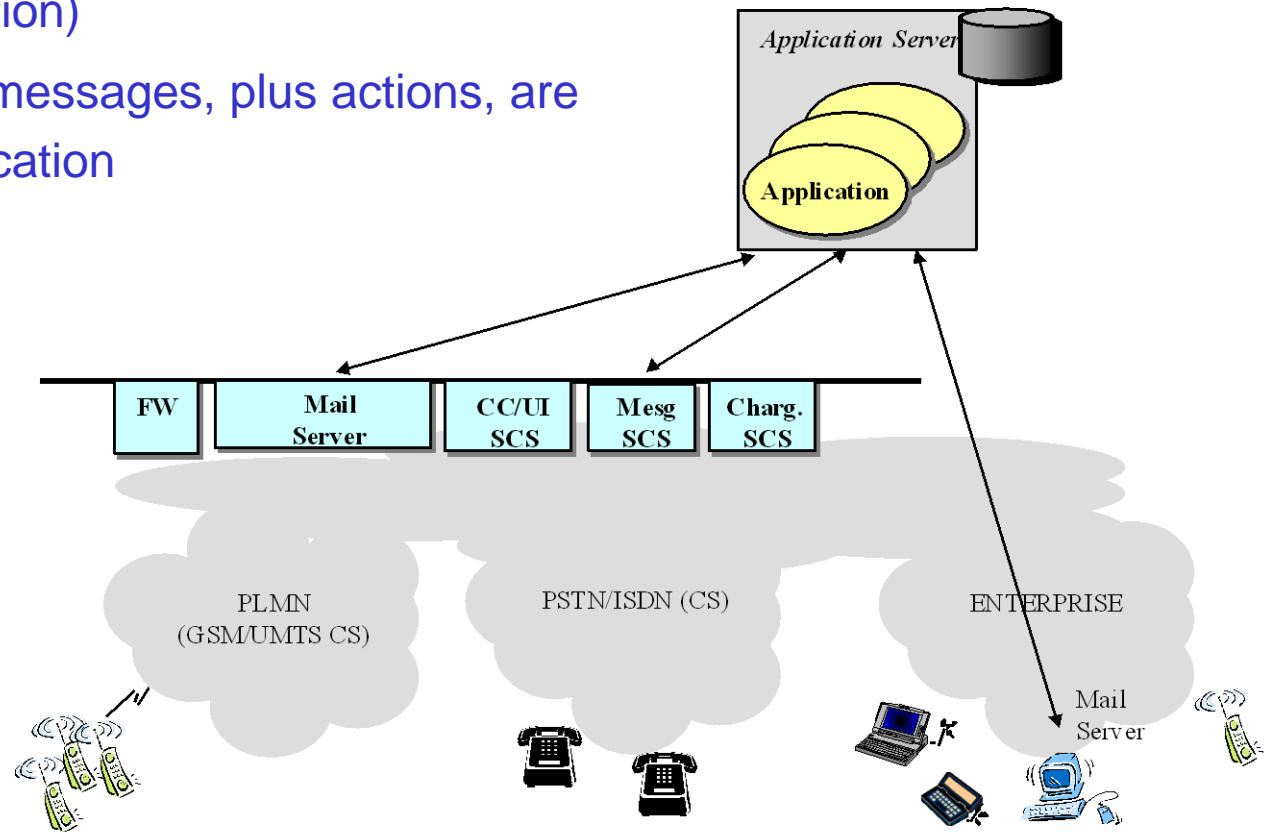 tion)
messages, plus actions, are
cation
Application Server
Application
FW
Mail
Server
CC/UI
SCS
Mesg
SCS
Charg.
SCS
PLMN
(GSM/UMTS CS)
PSTN/ISDN (CS)
ENTERPRISE
Mail
Server